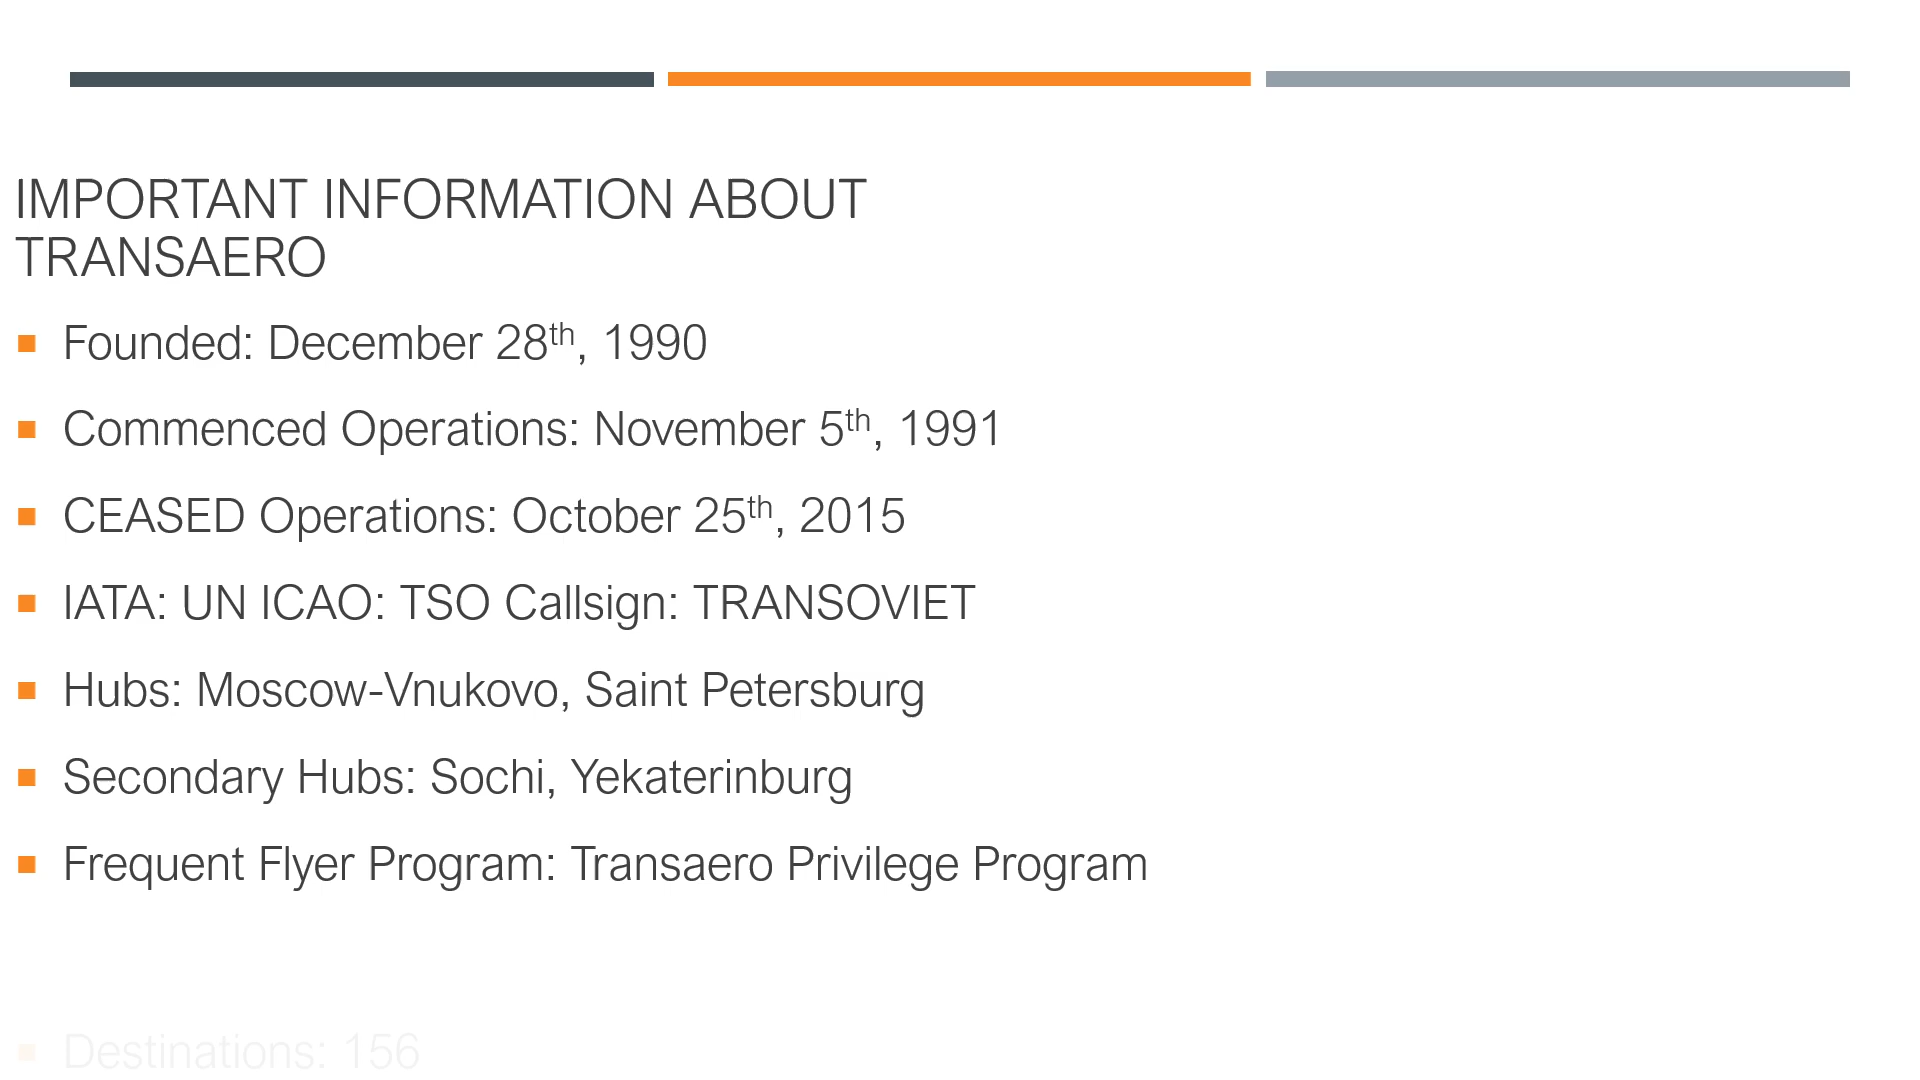 IMPORTANT INFORMATION ABOUT
TRANSAERO
Founded: December 28th, 1990
Commenced Operations: November 5th, 1991
CEASED Operations: October 25th, 2015
IATA: UN ICAO: TSO Callsign: TRANSOVIET
Hubs: Moscow-Vnukovo, Saint Petersburg
Secondary Hubs: Sochi, Yekaterinburg
Frequent Flyer Program: Transaero Privilege Program
Destinations: 156